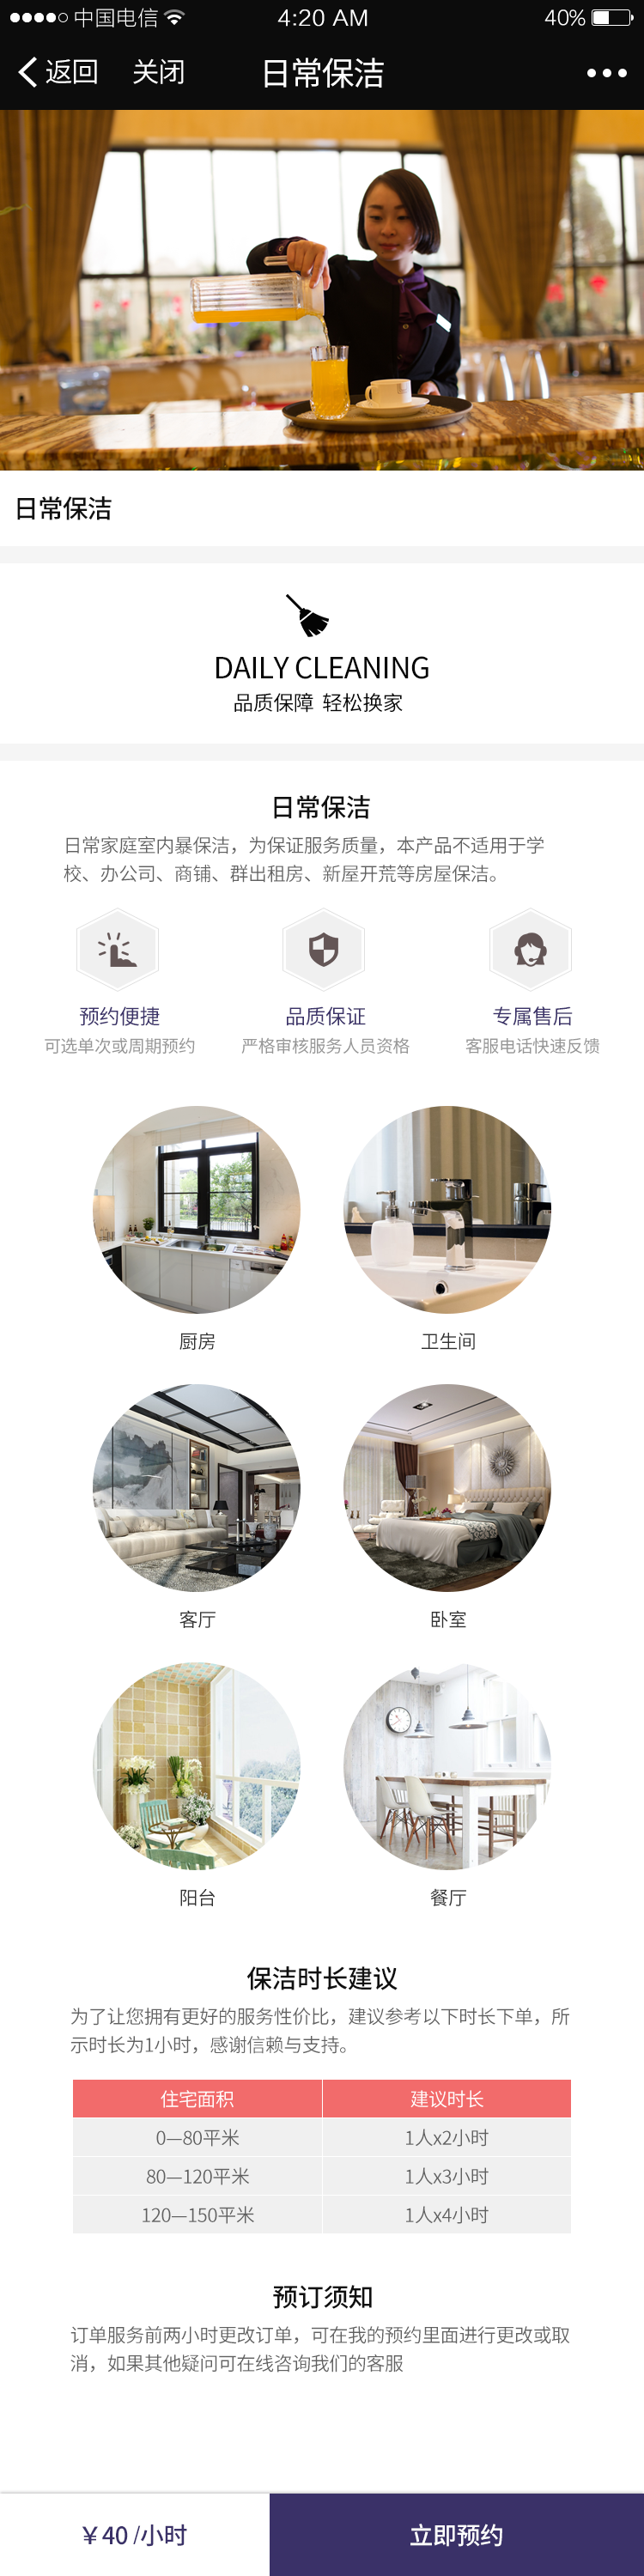 中国电信 4:20 AM 40%
返回 关闭 日常保洁
日常保洁
DAILY CLEANING
品质保障 轻松换家
日常保洁
日常家庭室内暴保洁，为保证服务质量，本产品不适用于学
校、办公司、商铺、群出租房、新屋开荒等房屋保洁。
预约便捷 品质保证 专属售后
可选单次或周期预约 严格审核服务人员资格 客服电话快速反馈
厨房 卫生间
客厅 卧室
阳台 餐厅
保洁时长建议
为了让您拥有更好的服务性价比，建议参考以下时长下单，所
示时长为1小时，感谢信赖与支持。
住宅面积 建议时长
0—80平米 1人x2小时
80—120平米 1人x3小时
120—150平米 1人x4小时
预订须知
订单服务前两小时更改订单，可在我的预约里面进行更改或取
消，如果其他疑问可在线咨询我们的客服
￥40 /小时 立即预约